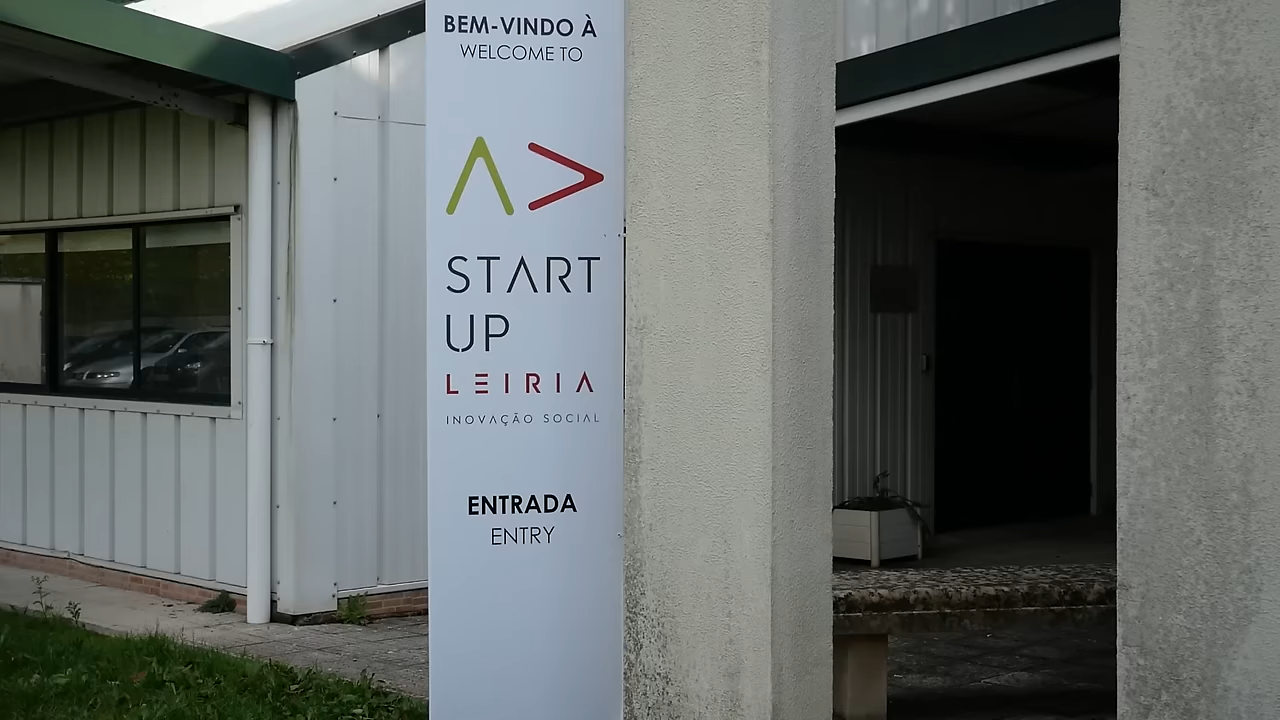 BEM-VINDO À
WELCOME TO
START
UP
LEIRIA
INOVAÇÃO SOCIAL
ENTRADA
ENTRY